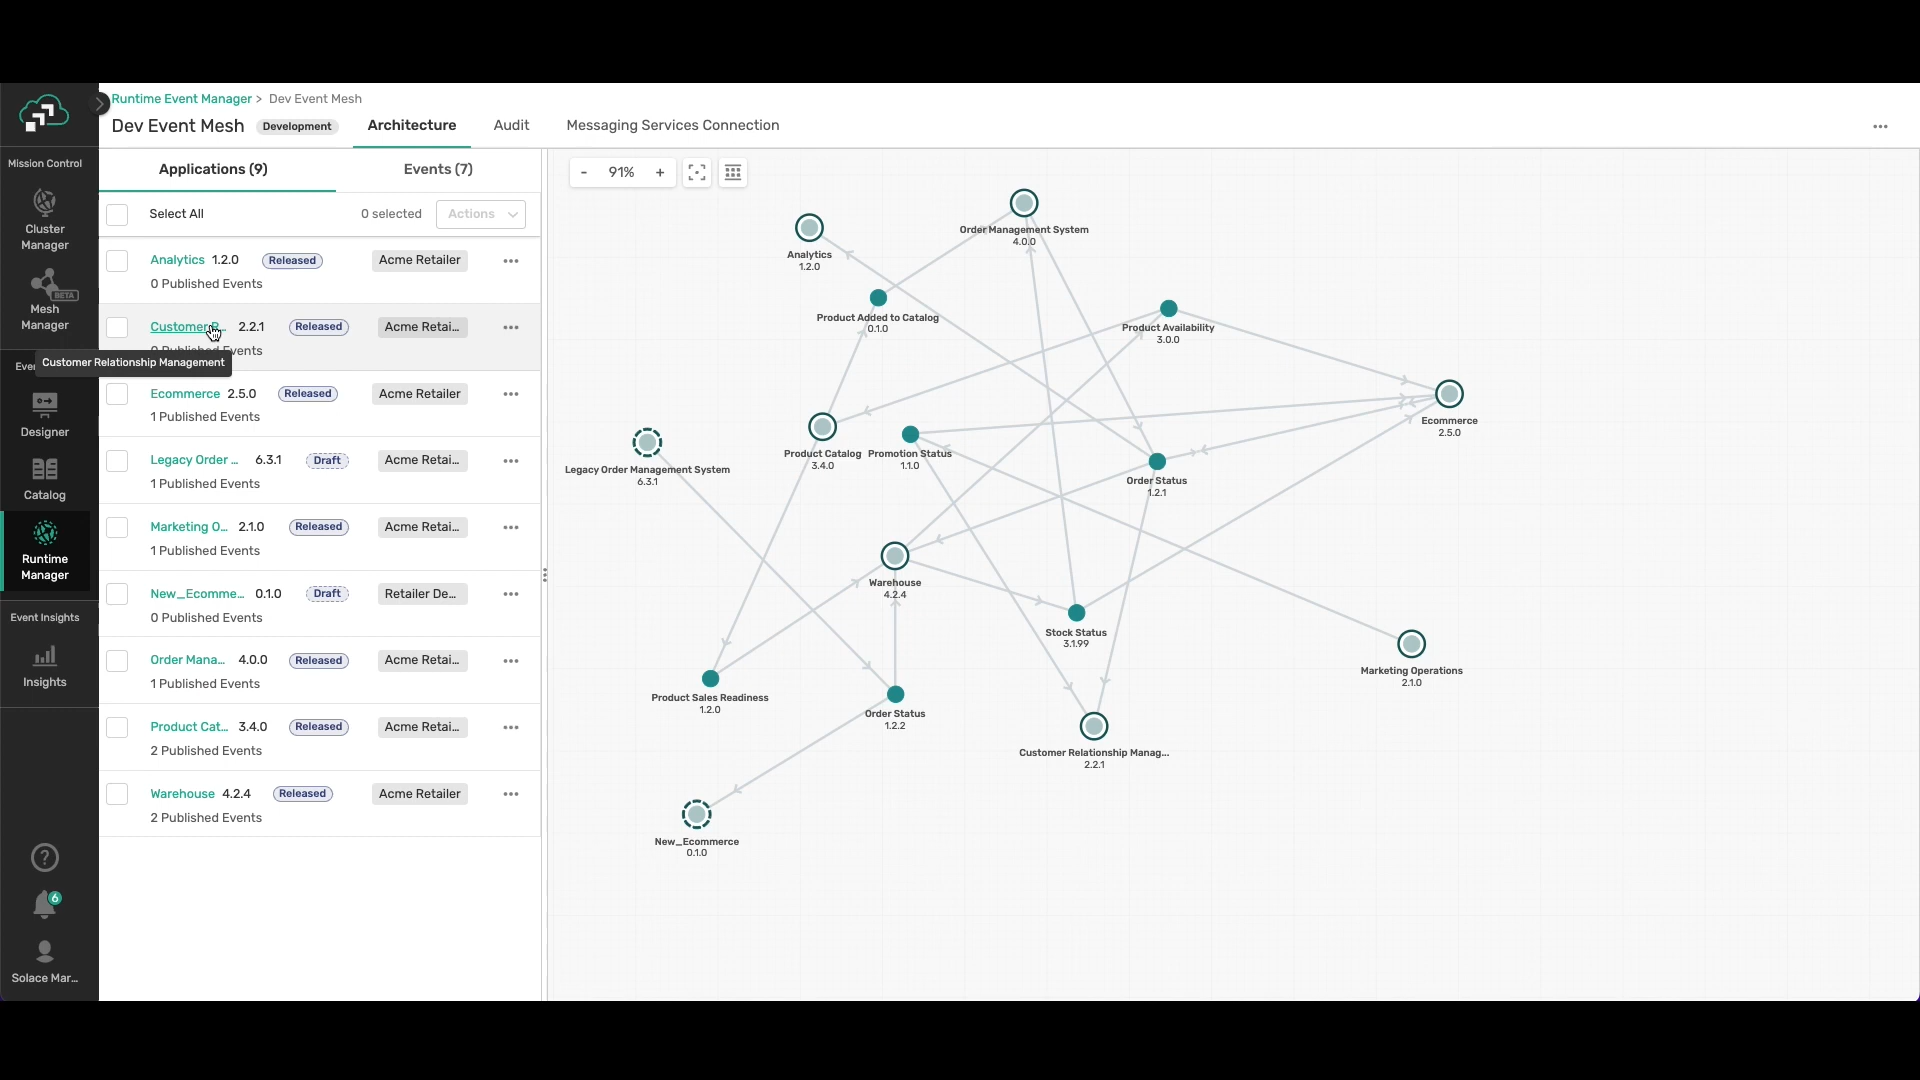 Runtime Event Manager > Dev Event Mesh
Dev Event Mesh Development Architecture Audit Messaging Services Connection
Mission Control
Cluster
Manager
BETA
Mesh
Manager
Designer
Catalog
Runtime
Manager
Event Insights
Insights
6
Solace Mar...
Applications (9) Events (7)
Select All 0 selected Actions
Analytics 1.2.0 Released Acme Retailer
0 Published Events
Customer R... 2.2.1 Released Acme Retai...
0 Published Events
Customer Relationship Management
Ecommerce 2.5.0 Released Acme Retailer
1 Published Events
Legacy Order ... 6.3.1 Draft Acme Retai...
1 Published Events
Marketing O... 2.1.0 Released Acme Retai...
1 Published Events
New_Ecomme... 0.1.0 Draft Retailer De...
0 Published Events
Order Mana... 4.0.0 Released Acme Retai...
1 Published Events
Product Cat... 3.4.0 Released Acme Retai...
2 Published Events
Warehouse 4.2.4 Released Acme Retailer
2 Published Events
- 91% +
Order Management System
4.0.0
Analytics
1.2.0
Product Added to Catalog
0.1.0
Product Availability
3.0.0
Ecommerce
2.5.0
Product Catalog
3.4.0
Promotion Status
1.1.0
Legacy Order Management System
6.3.1
Order Status
1.2.1
Warehouse
4.2.4
Stock Status
3.1.99
Marketing Operations
2.1.0
Product Sales Readiness
1.2.0
Order Status
1.2.2
Customer Relationship Manag...
2.2.1
New_Ecommerce
0.1.0